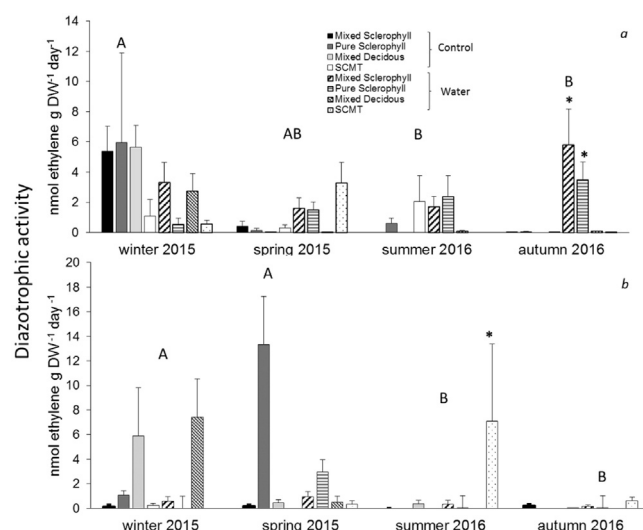 Diazotrophic activity
nmol ethylene g DW-1 day-1
14
12
10
8
6
4
2
0
a
A
AB
B
B
*
*
Mixed Sclerophyll
Pure Sclerophyll
Mixed Decidous
SCMT
Control
Mixed Sclerophyll
Pure Sclerophyll
Mixed Decidous
SCMT
Water
winter 2015 spring 2015 summer 2016 autumn 2016
nmol ethylene g DW-1 day -1
20
18
16
14
12
10
8
6
4
2
0
b
A
A
B
*
B
winter 2015 spring 2015 summer 2016 autumn 2016